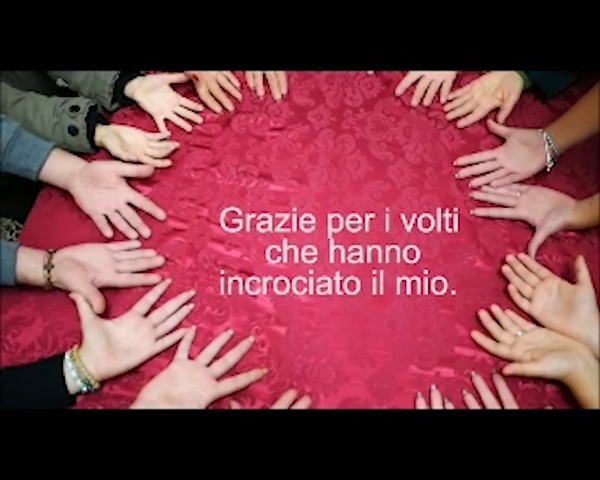 Grazie per i volti
che hanno
incrociato il mio.